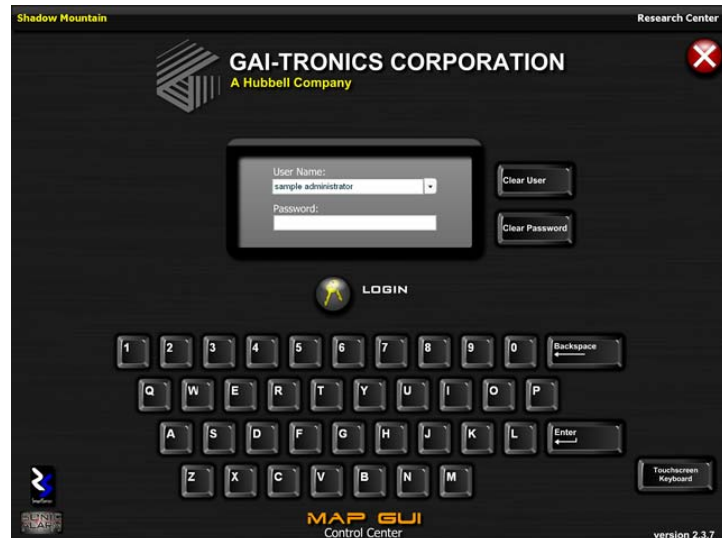 Shadow Mountain
Research Center
GAI-TRONICS CORPORATION
A Hubbell Company
User Name:
sample administrator
Clear User
Password:
Clear Password
LOGIN
1 2 3 4 5 6 7 8 9 0 Backspace
Q W E R T Y U I O P
A S D F G H J K L Enter
Z X C V B N M
Touchscreen
Keyboard
MAP GUI
Control Center
version 2.3.7